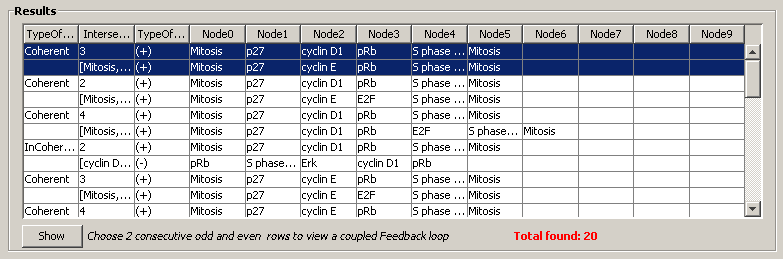 Results
TypeOf... Interse... TypeOf... Node0 Node1 Node2 Node3 Node4 Node5 Node6 Node7 Node8 Node9
Coherent 3 (+) Mitosis p27 cyclin D1 pRb S phase ... Mitosis
[Mitosis,... (+) Mitosis p27 cyclin E pRb S phase ... Mitosis
Coherent 2 (+) Mitosis p27 cyclin D1 pRb S phase ... Mitosis
[Mitosis,... (+) Mitosis p27 cyclin E E2F S phase ... Mitosis
Coherent 4 (+) Mitosis p27 cyclin D1 pRb S phase ... Mitosis
[Mitosis,... (+) Mitosis p27 cyclin D1 pRb E2F S phase... Mitosis
InCoher... 2 (+) Mitosis p27 cyclin D1 pRb S phase ... Mitosis
[cyclin D... (-) pRb S phase... Erk cyclin D1 pRb
Coherent 3 (+) Mitosis p27 cyclin E pRb S phase ... Mitosis
[Mitosis,... (+) Mitosis p27 cyclin E E2F S phase ... Mitosis
Coherent 4 (+) Mitosis p27 cyclin E pRb S phase ... Mitosis
Show Choose 2 consecutive odd and even rows to view a coupled Feedback loop Total found: 20